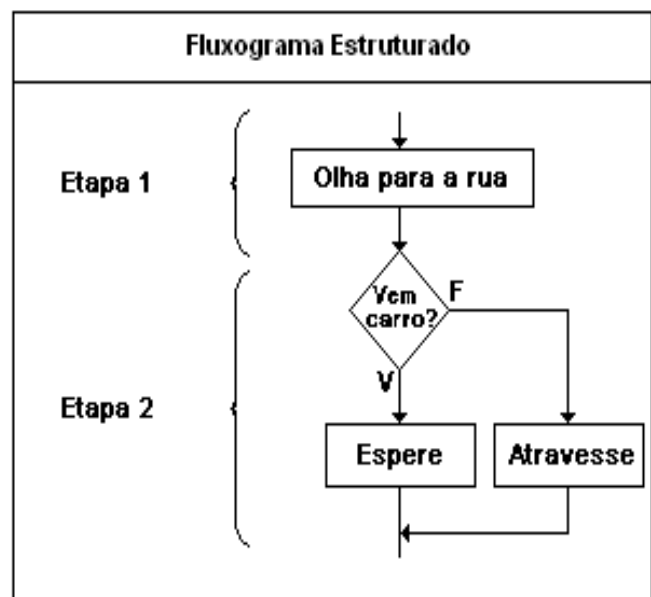 Fluxograma Estruturado
Etapa 1
Olha para a rua
Vem
carro?
F
V
Etapa 2
Espere
Atravesse